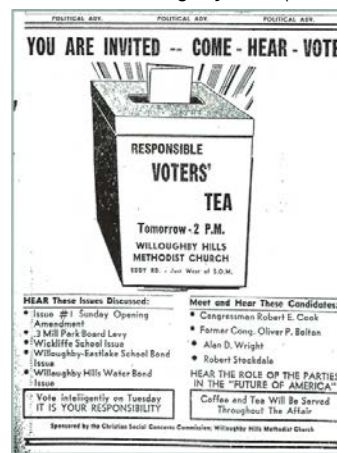 POLITICAL ADV. POLITICAL ADV. POLITICAL ADV.
YOU ARE INVITED -- COME - HEAR - VOTE
RESPONSIBLE
VOTERS'
TEA
Tomorrow - 2 P.M.
WILLOUGHBY HILLS
METHODIST CHURCH
EDDY RD. - Just West of S.O.M.
HEAR These Issues Discussed:
Issue #1 Sunday Opening
Amendment
.3 Mill Park Board Levy
Wickliffe School Issue
Willoughby-Eastlake School Bond
Issue
Willoughby Hills Water Bond
Issue
Vote intelligently on Tuesday
IT IS YOUR RESPONSIBILITY
Meet and Hear These Candidates:
Congressman Robert E. Cook
Former Cong. Oliver P. Bolton
Alan D. Wright
Robert Stockdale
HEAR THE ROLE OF THE PARTIES
IN THE "FUTURE OF AMERICA"
Coffee and Tea Will Be Served
Throughout The Affair
Sponsored by the Christian Social Concerns Commission; Willoughby Hills Methodist Church